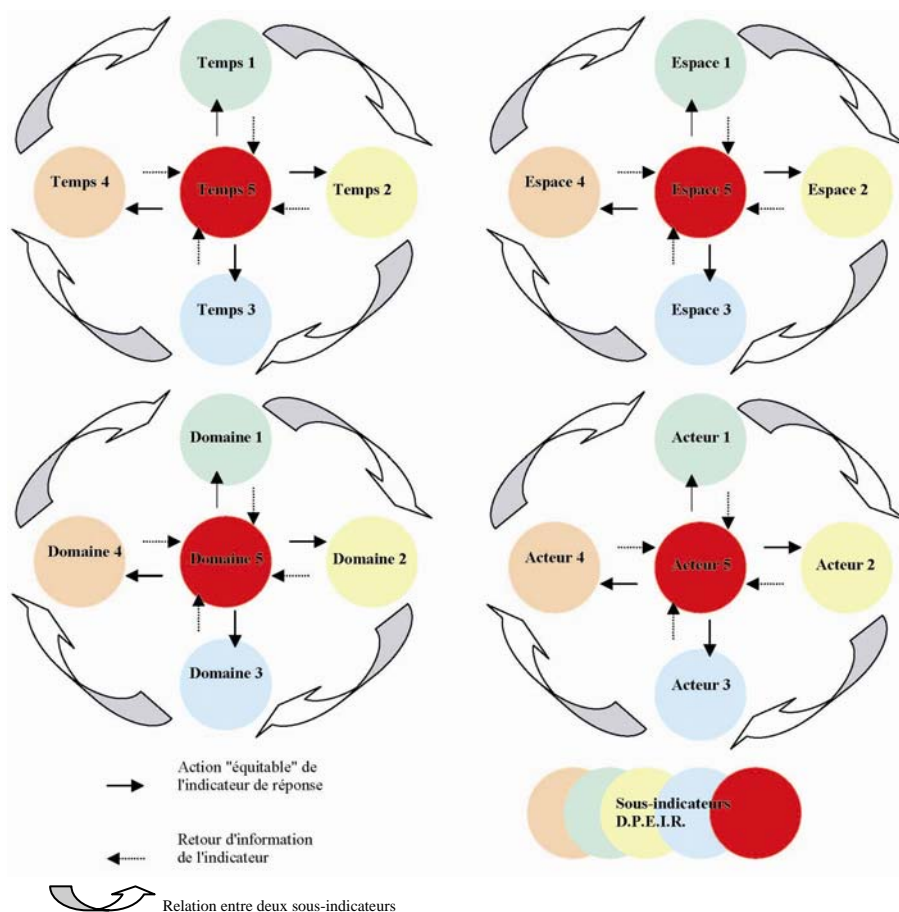 Temps 1
Temps 4
Temps 5
Temps 2
Temps 3
Espace 1
Espace 4
Espace 5
Espace 2
Espace 3
Domaine 1
Domaine 4
Domaine 5
Domaine 2
Domaine 3
Acteur 1
Acteur 4
Acteur 5
Acteur 2
Acteur 3
Action "équitable" de
l'indicateur de réponse
Sous-indicateurs
D.P.E.I.R.
Retour d'information
de l'indicateur
Relation entre deux sous-indicateurs